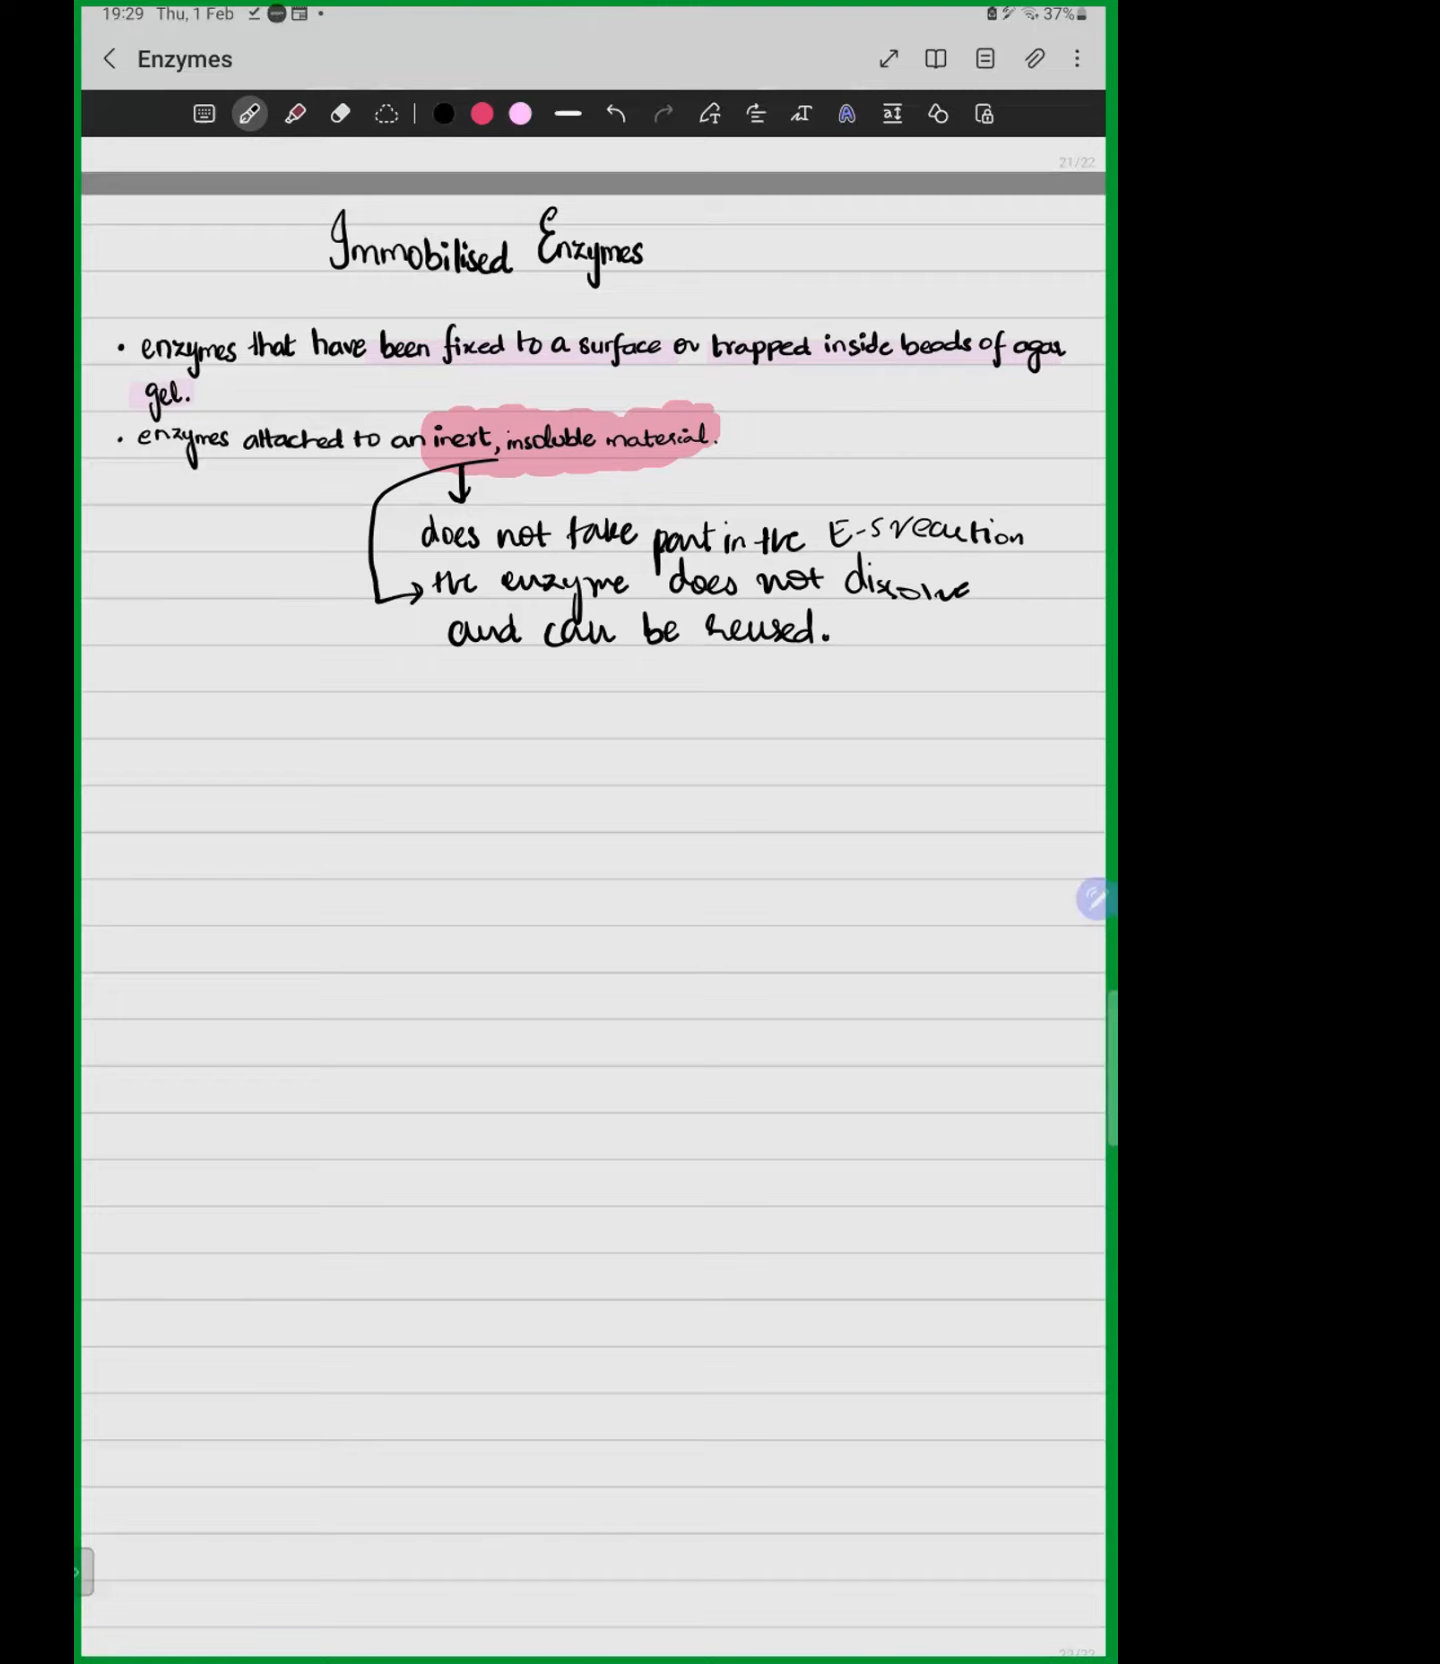 19:29 Thu, 1 Feb
37%
Enzymes
21/22
Immobilised Enzymes
• enzymes that have been fixed to a surface or trapped inside beads of agar
gel.
• enzymes attached to an inert, insoluble material.
does not take part in the E-S reaction
the enzyme does not dissolve
and can be reused.